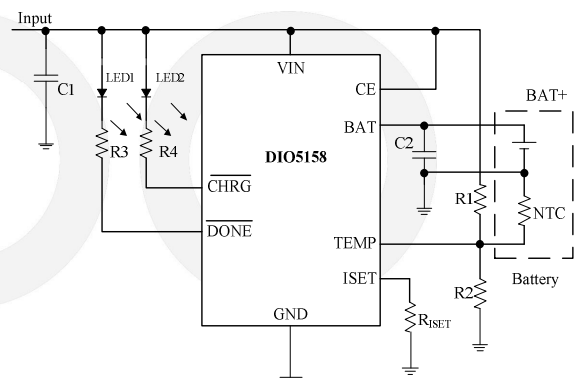 Input
VIN
C1
LED1
LED2
CE
BAT+
BAT
C2
R3
R4
DIO5158
CHRG
R1
NTC
DONE
TEMP
Battery
ISET
R2
GND
RISET